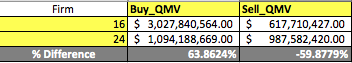 Firm Buy_QMV Sell_QMV
16 $ 3,027,840,564.00 $ 617,710,427.00
24 $ 1,094,188,669.00 $ 987,582,420.00
% Difference 63.8624% -59.8779%